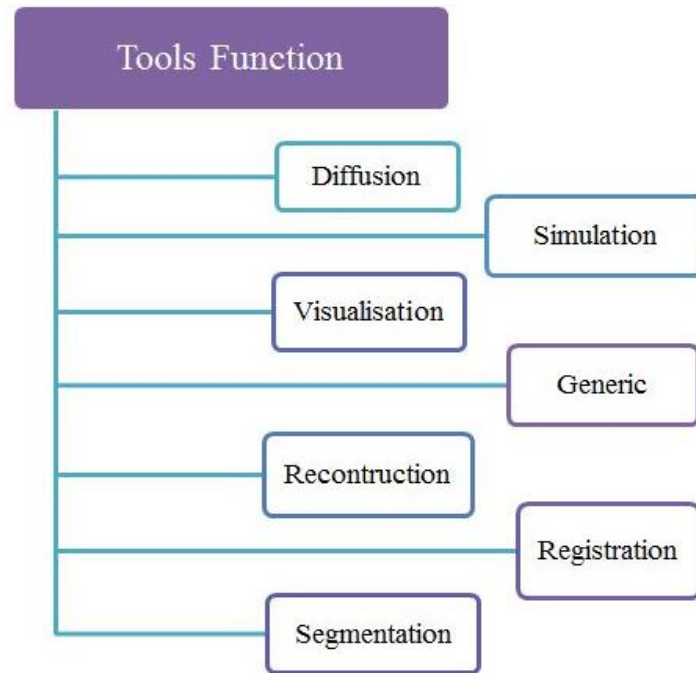 Tools Function
Diffusion
Simulation
Visualisation
Generic
Recontruction
Registration
Segmentation